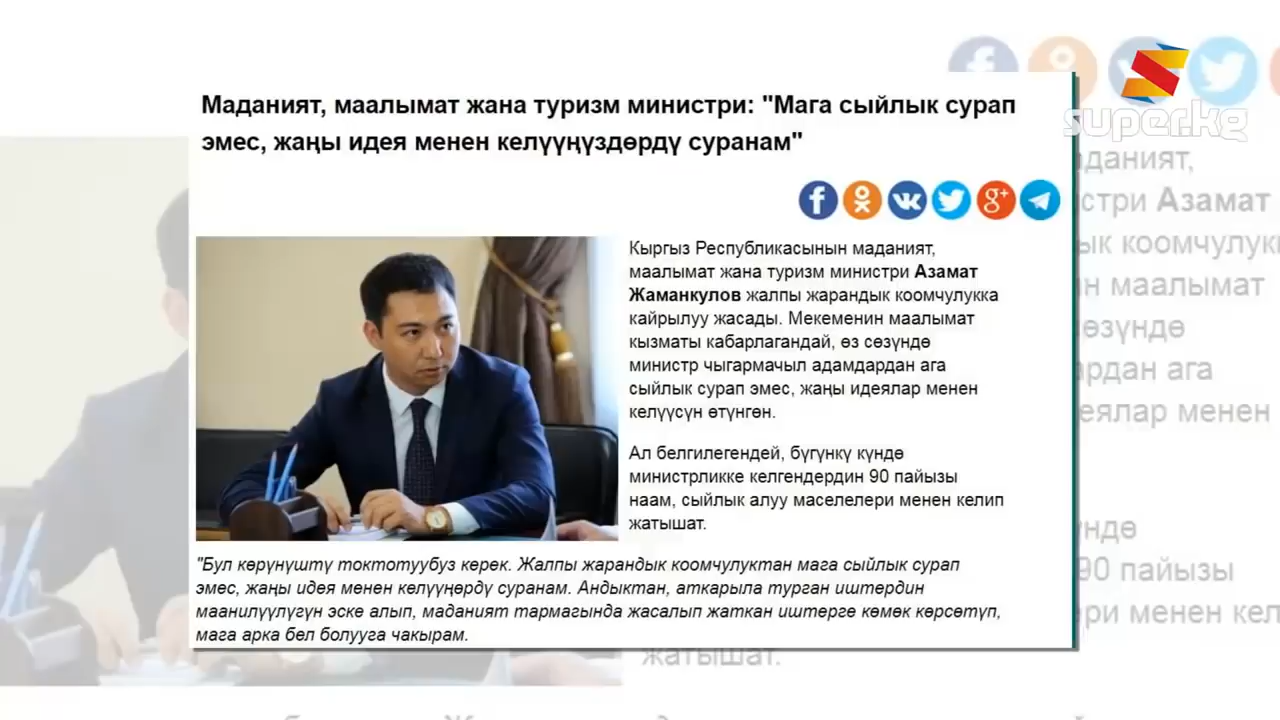 super.kg
Маданият, маалымат жана туризм министри: "Мага сыйлык сурап
эмес, жаңы идея менен келүүңүздөрдү суранам"
Кыргыз Республикасынын маданият,
маалымат жана туризм министри Азамат
Жаманкулов жалпы жарандык коомчулукка
кайрылуу жасады. Мекеменин маалымат
кызматы кабарлагандай, өз сөзүндө
министр чыгармачыл адамдардан ага
сыйлык сурап эмес, жаңы идеялар менен
келүүсүн өтүнгөн.
Ал белгилегендей, бүгүнкү күндө
министрликке келгендердин 90 пайызы
наам, сыйлык алуу маселелери менен келип
жатышат.
"Бул көрүнүштү токтотуубуз керек. Жалпы жарандык коомчулуктан мага сыйлык сурап
эмес, жаңы идея менен келүүңөрдү суранам. Андыктан, аткарыла турган иштердин
маанилүүлүгүн эске алып, маданият тармагында жасалып жаткан иштерге көмөк көрсөтүп,
мага арка бел болууга чакырам.